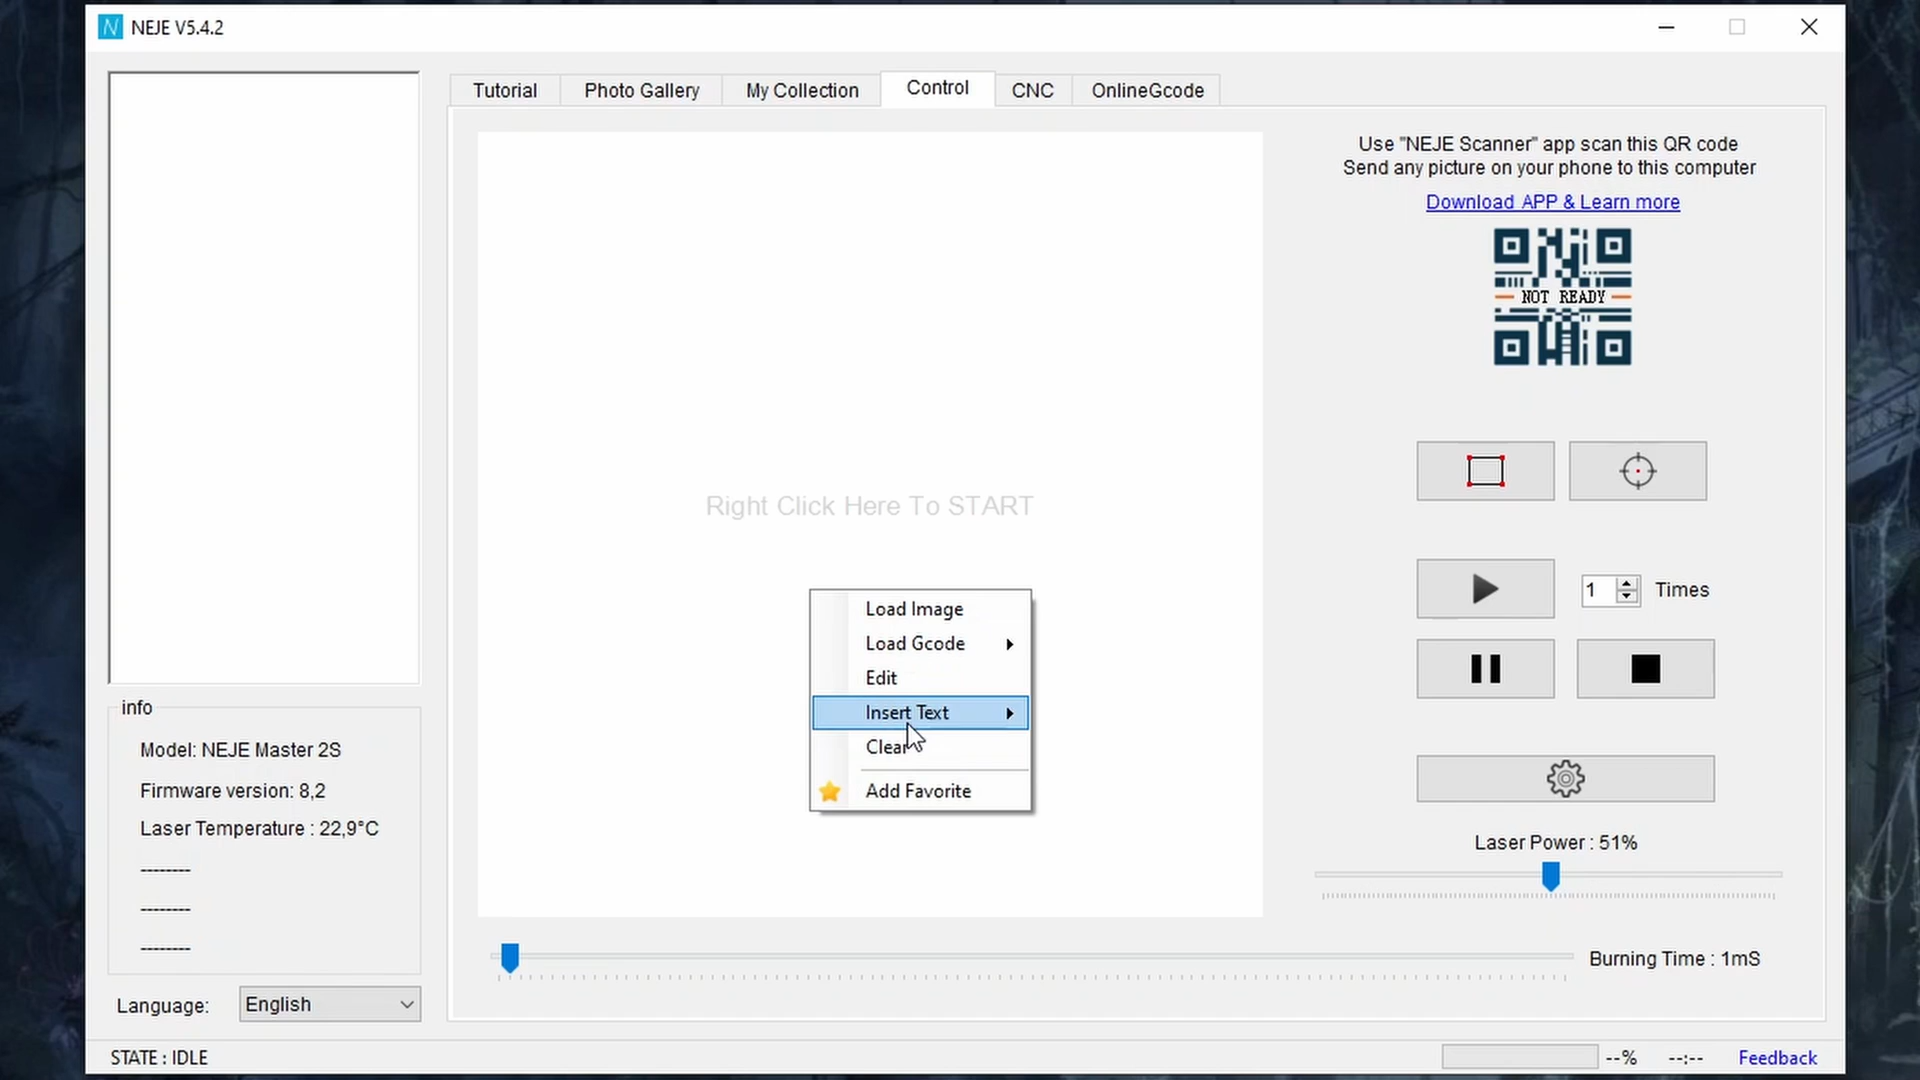 NEJE V5.4.2
Tutorial
Photo Gallery
My Collection
Control
CNC
OnlineGcode
Use "NEJE Scanner" app scan this QR code
Send any picture on your phone to this computer
Download APP & Learn more
NOT READY
Right Click Here To START
Load Image
Load Gcode
Edit
Insert Text
Clear
Add Favorite
1
Times
Laser Power : 51%
info
Model: NEJE Master 2S
Firmware version: 8,2
Laser Temperature : 22,9°C
--------
--------
--------
Burning Time : 1mS
Language:
English
STATE : IDLE
--%
--:--
Feedback